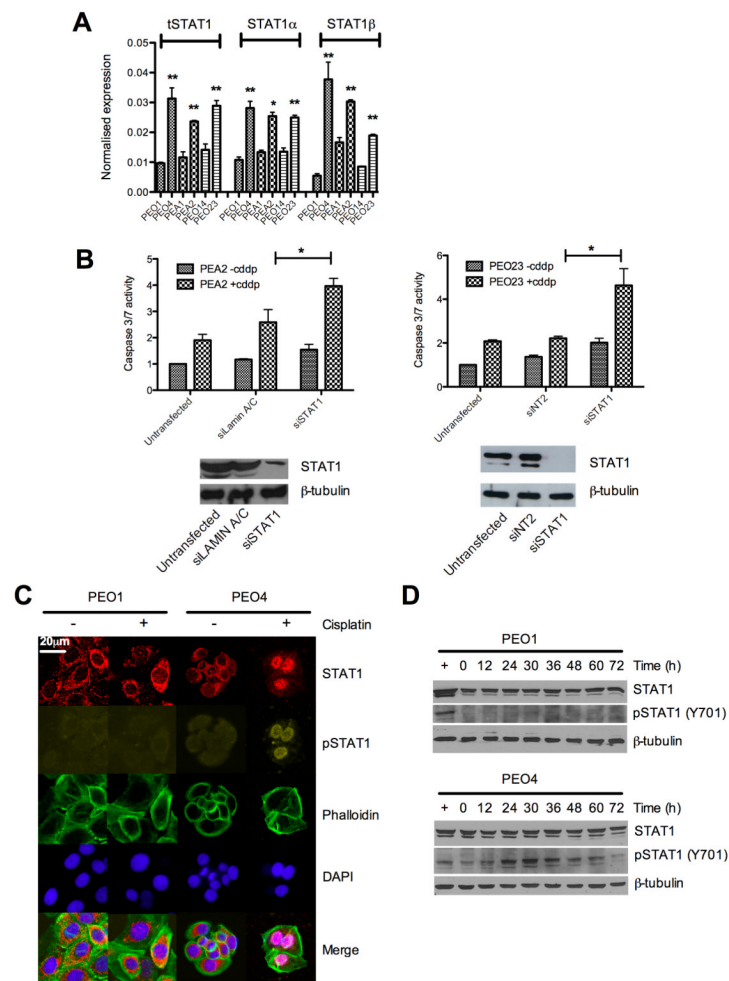 A
tSTAT1 STAT1α STAT1β
Normalised expression
0.05
0.04
0.03
0.02
0.01
0.00
** ** ** ** * ** ** ** **
PEO1 PEO4 PEA1 PEA2 PEO14 PEO23 PEO1 PEO4 PEA1 PEA2 PEO14 PEO23 PEO1 PEO4 PEA1 PEA2 PEO14 PEO23
B
Caspase 3/7 activity
5
4
3
2
1
0
PEA2 -cddp
PEA2 +cddp
*
Untransfected siLamin A/C siSTAT1
STAT1
β-tubulin
Untransfected siLAMIN A/C siSTAT1
Caspase 3/7 activity
6
4
2
0
PEO23 -cddp
PEO23 +cddp
*
Untransfected siNT2 siSTAT1
STAT1
β-tubulin
Untransfected siNT2 siSTAT1
C
PEO1 PEO4
- + - + Cisplatin
20μm
STAT1
pSTAT1
Phalloidin
DAPI
Merge
D
PEO1
+ 0 12 24 30 36 48 60 72 Time (h)
STAT1
pSTAT1 (Y701)
β-tubulin
PEO4
+ 0 12 24 30 36 48 60 72 Time (h)
STAT1
pSTAT1 (Y701)
β-tubulin